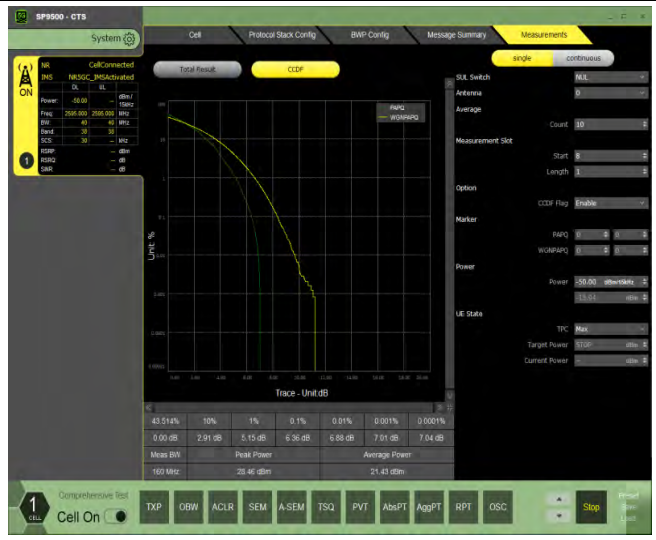 SP9500 - CTS
System
Cell
Protocol Stack Config
BWP Config
Message Summary
Measurements
NR CellConnected
IMS NR5GC_IMSActivated
ON
DL UL
Power: -50.00 -- dBm/15kHz
Freq: 2595.000 2595.000 MHz
BW: 40 40 MHz
Band 38 38
SCS 30 -- kHz
RSRP: -- dBm
RSRQ: -- dB
SNR -- dB
1
Total Result
CCDF
PAPQ
WGNPAPQ
Unit: %
Trace - Unit:dB
43.514% 10% 1% 0.1% 0.01% 0.001% 0.0001%
0.00 dB 2.91 dB 5.15 dB 6.36 dB 6.88 dB 7.01 dB 7.04 dB
Meas BW Peak Power Average Power
160 MHz 28.46 dBm 21.43 dBm
single
continuous
SUL Switch NUL
Antenna 0
Average
Count 10
Measurement Slot
Start 8
Length 1
Option
CCDF Flag Enable
Marker
PAPQ 0 0
WGNPAPQ 0 0
Power
Power -50.00
dBm
UE State
TPC Max
Target Power STOP dBm
Current Power -- dBm
1
CELL
Comprehensive Test
Cell On
TXP OBW ACLR SEM A-SEM TSQ PVT AbsPT AggPT RPT OSC
Stop
Preset
Save
Load